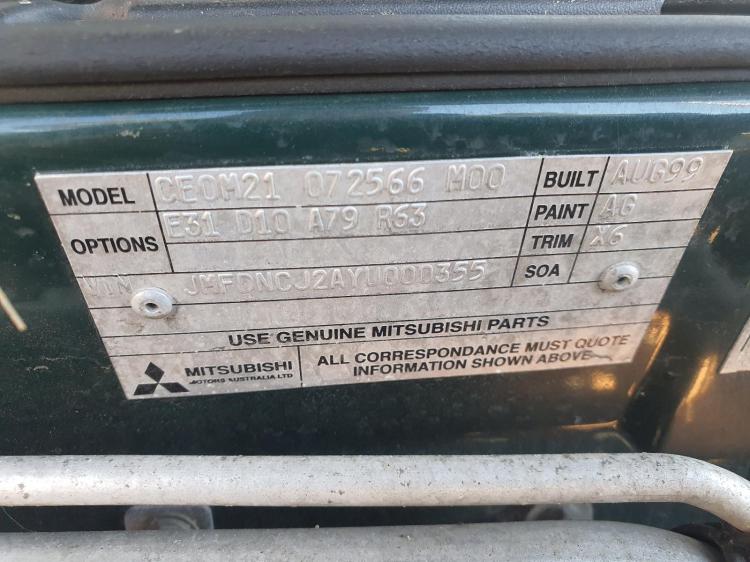 MODEL CE0M21 072566 M00 BUILT AUG99
OPTIONS E31 D10 A79 R63 PAINT AG
TRIM X6
VIN JMFDNCJ2AYU000355 SOA
USE GENUINE MITSUBISHI PARTS
MITSUBISHI
MOTORS AUSTRALIA LTD
ALL CORRESPONDANCE MUST QUOTE
INFORMATION SHOWN ABOVE